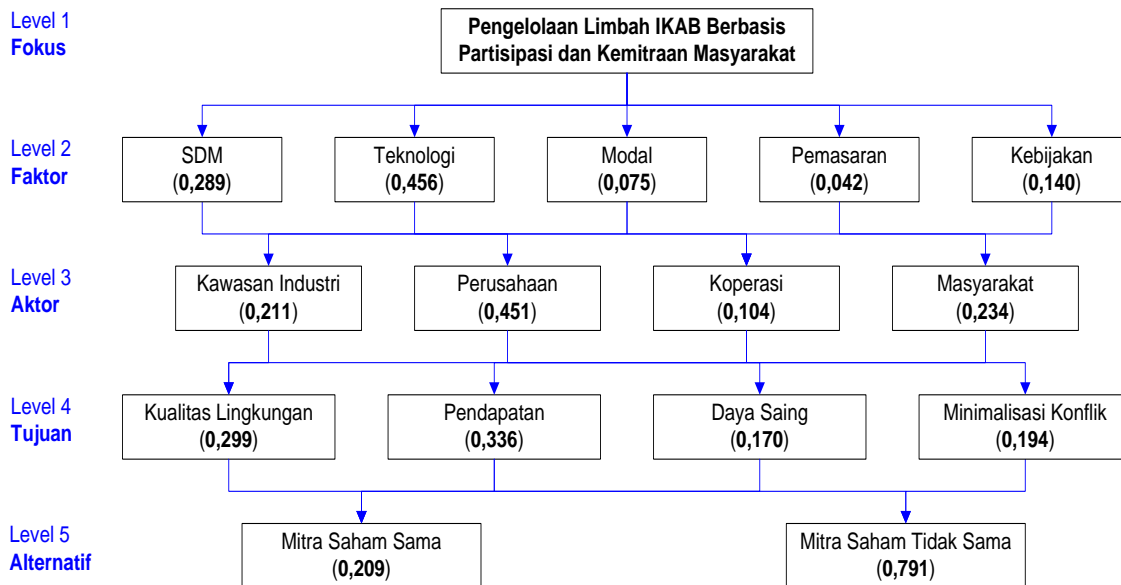 Level 1
Fokus
Pengelolaan Limbah IKAB Berbasis
Partisipasi dan Kemitraan Masyarakat
Level 2
Faktor
SDM
(0,289)
Teknologi
(0,456)
Modal
(0,075)
Pemasaran
(0,042)
Kebijakan
(0,140)
Level 3
Aktor
Kawasan Industri
(0,211)
Perusahaan
(0,451)
Koperasi
(0,104)
Masyarakat
(0,234)
Level 4
Tujuan
Kualitas Lingkungan
(0,299)
Pendapatan
(0,336)
Daya Saing
(0,170)
Minimalisasi Konflik
(0,194)
Level 5
Alternatif
Mitra Saham Sama
(0,209)
Mitra Saham Tidak Sama
(0,791)